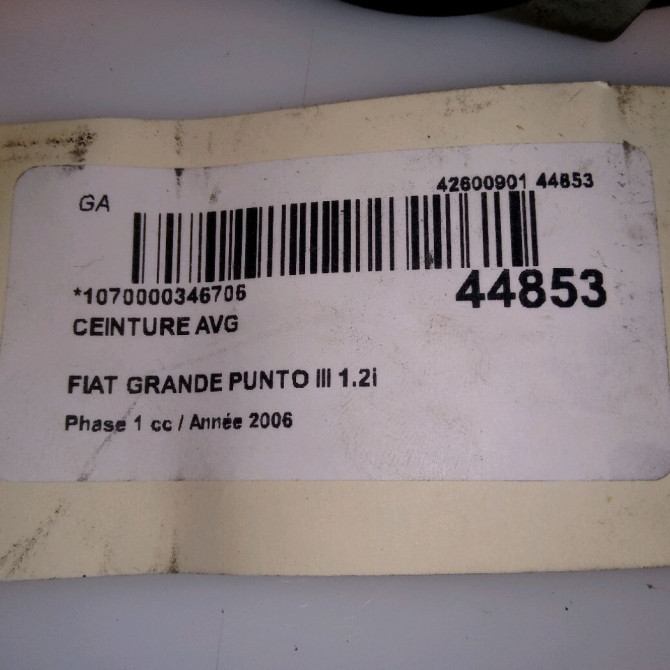 GA
42600901 44853
*1070000346706
44853
CEINTURE AVG
FIAT GRANDE PUNTO III 1.2i
Phase 1 cc / Année 2006